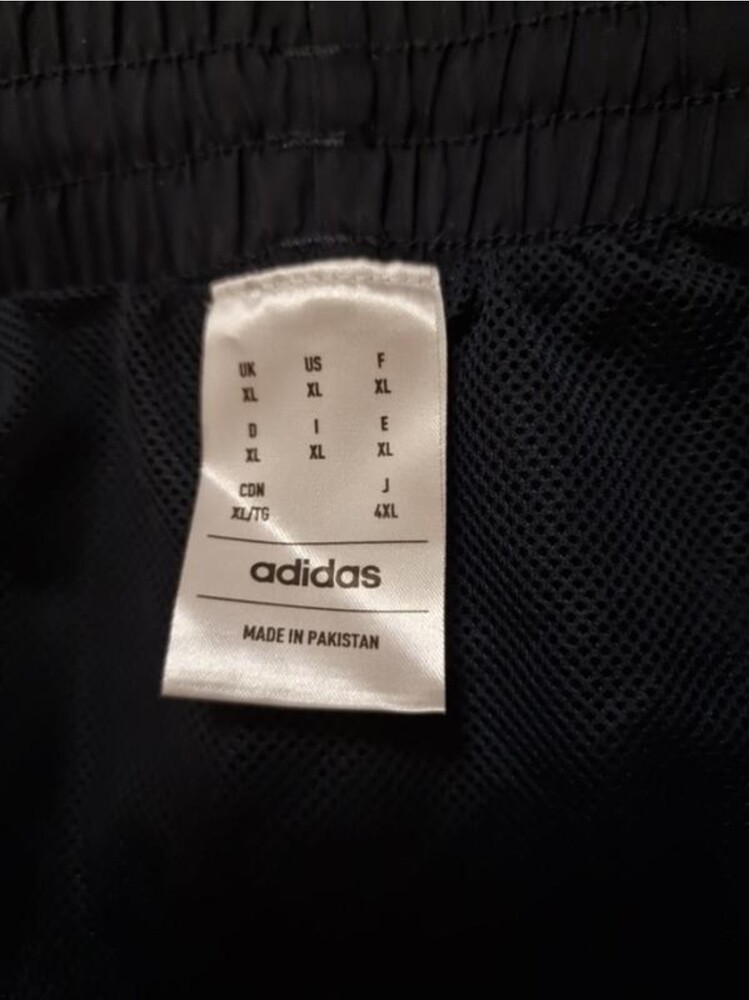 UK US F
XL XL XL
D I E
XL XL XL
CDN J
XL/TG 4XL
adidas
MADE IN PAKISTAN